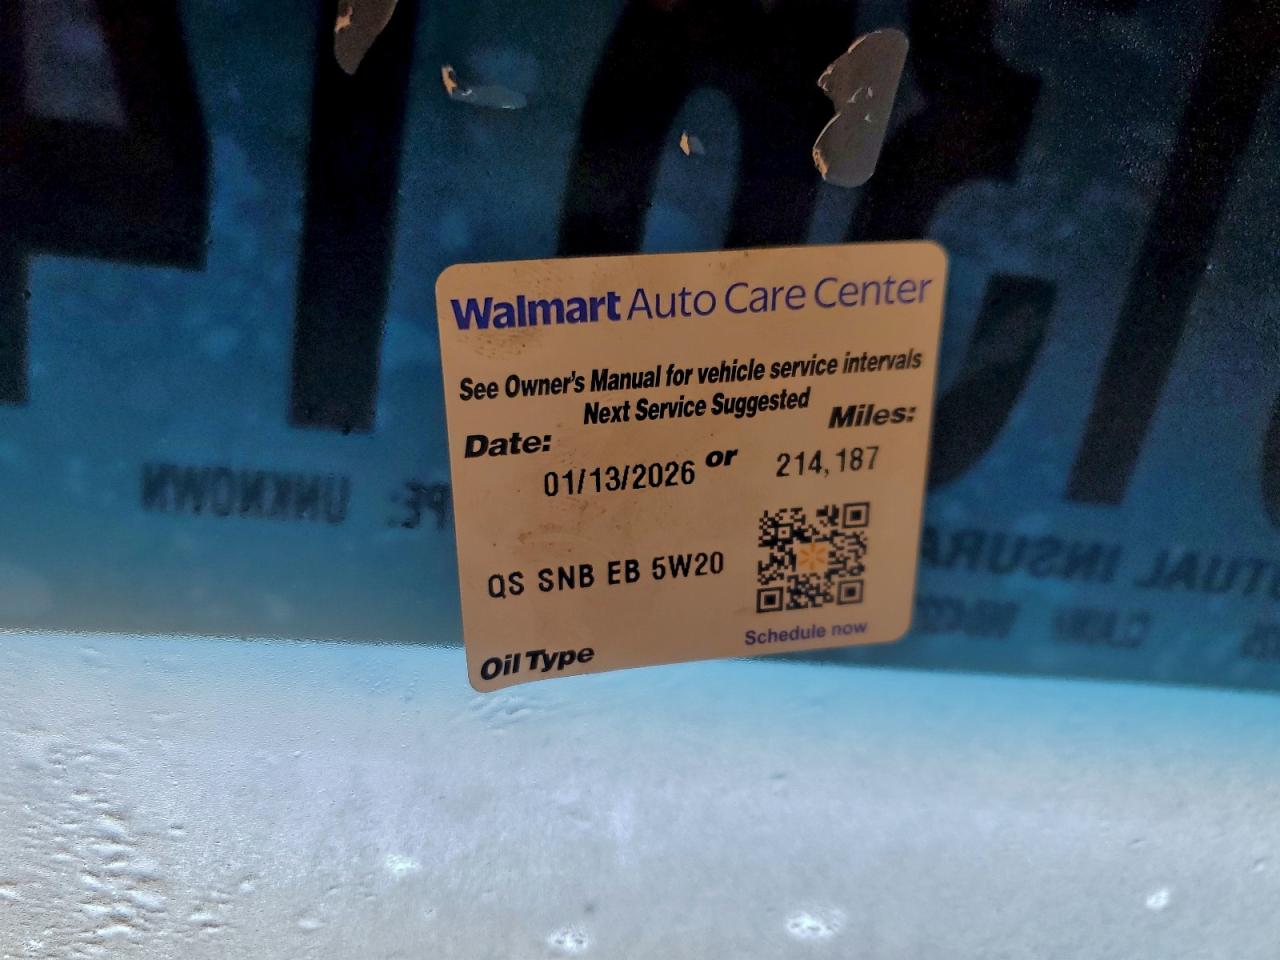 Walmart Auto Care Center
See Owner's Manual for vehicle service intervals
Next Service Suggested
Date: Miles:
01/13/2026 or 214,187
QS SNB EB 5W20
Schedule now
Oil Type
UNKNOWN